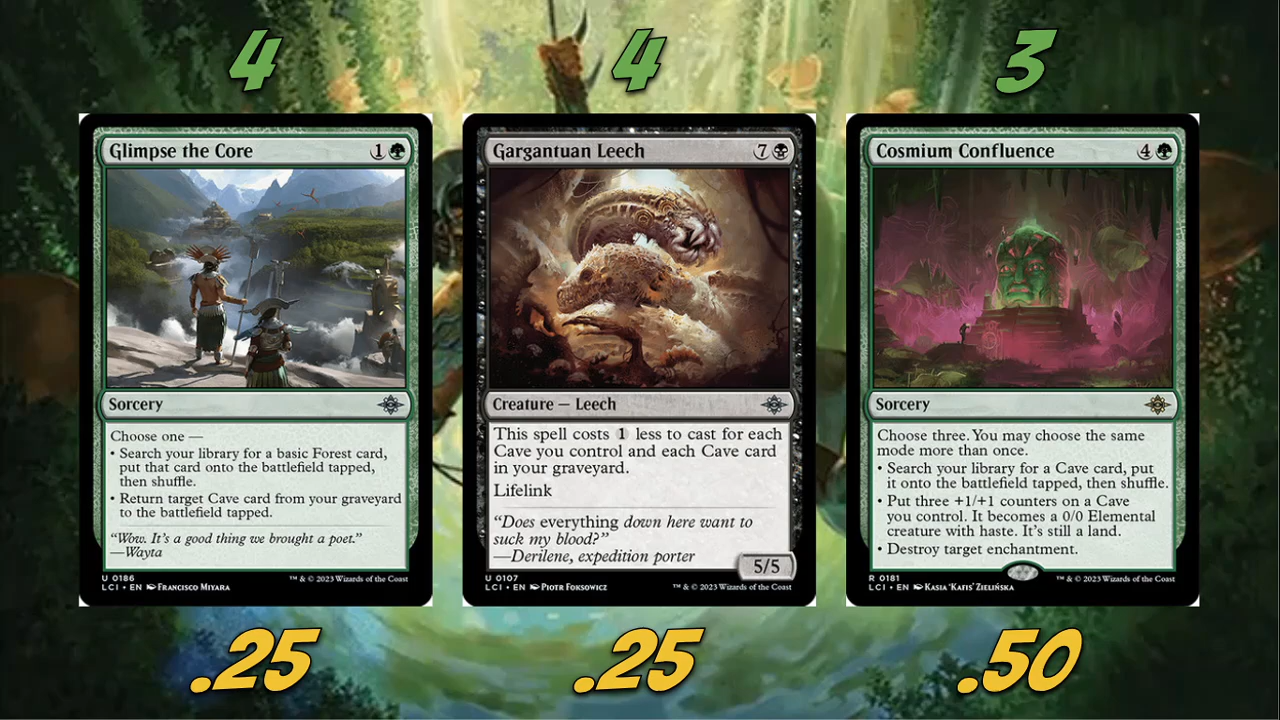 4
4
3
Glimpse the Core 1
Sorcery
Choose one —
• Search your library for a basic Forest card,
put that card onto the battlefield tapped,
then shuffle.
• Return target Cave card from your graveyard
to the battlefield tapped.
“Wow. It's a good thing we brought a poet.”
—Wayta
U 0186
LCI • EN Francisco Miyara
™ & © 2023 Wizards of the Coast
Gargantuan Leech 7
Creature — Leech
This spell costs 1 less to cast for each
Cave you control and each Cave card
in your graveyard.
Lifelink
“Does everything down here want to
suck my blood?”
—Derilene, expedition porter
5/5
U 0107
LCI • EN Piotr Foksowicz
™ & © 2023 Wizards of the Coast
Cosmium Confluence 4
Sorcery
Choose three. You may choose the same
mode more than once.
• Search your library for a Cave card, put
it onto the battlefield tapped, then shuffle.
• Put three +1/+1 counters on a Cave
you control. It becomes a 0/0 Elemental
creature with haste. It's still a land.
• Destroy target enchantment.
R 0181
LCI • EN Kasia 'Kafis' Zielińska
™ & © 2023 Wizards of the Coast
.25
.25
.50